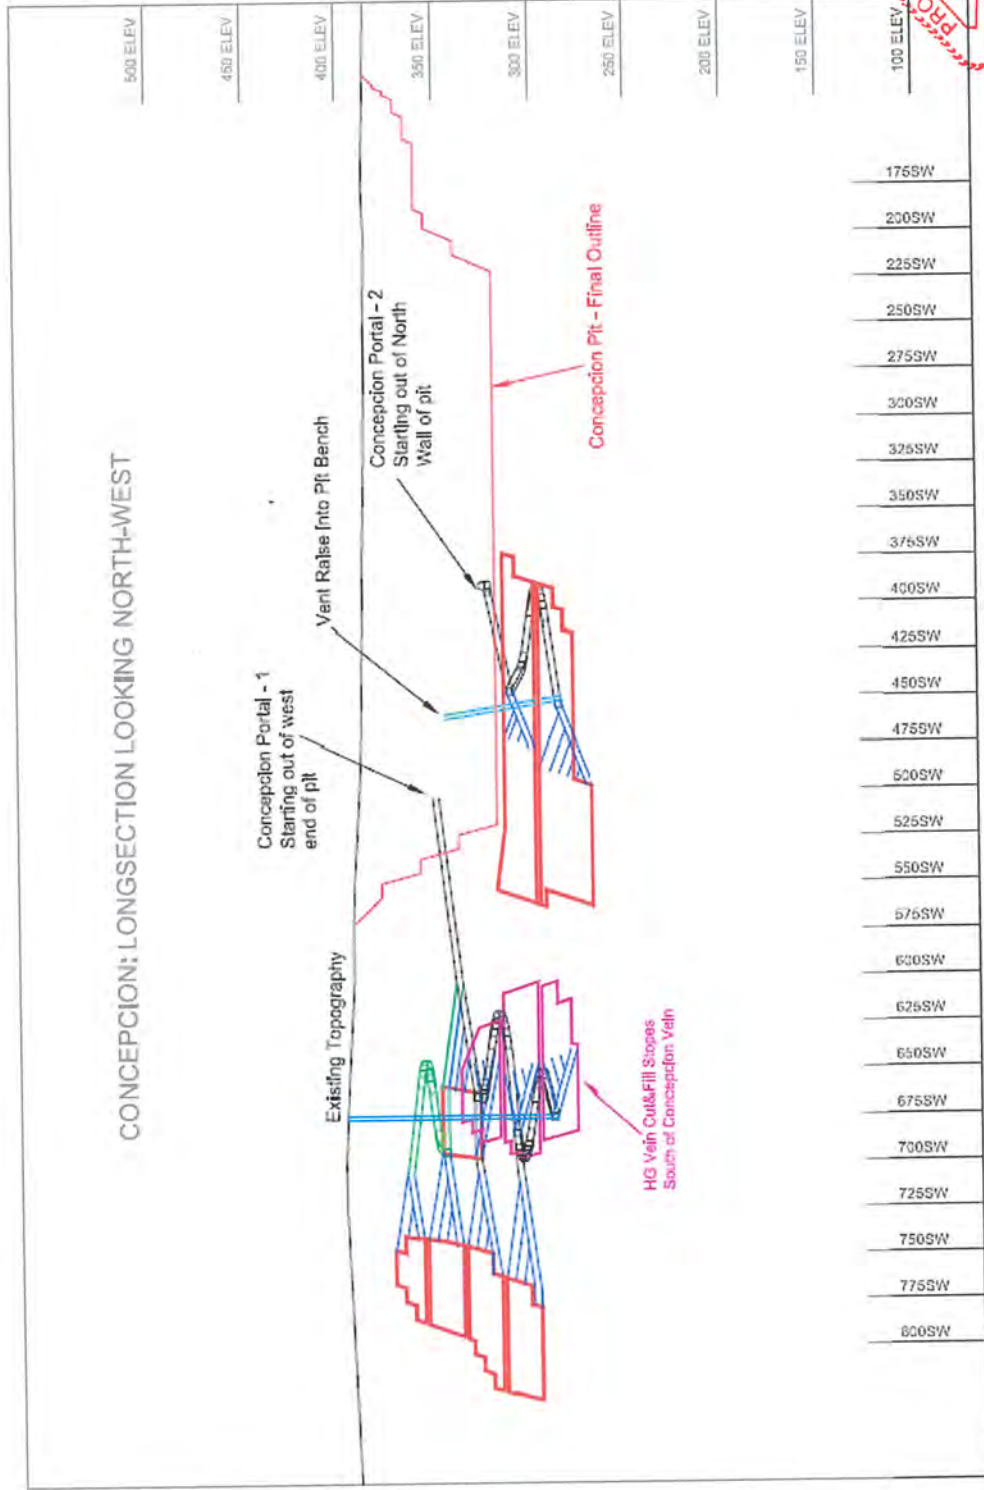 CONCEPCION: LONGSECTION LOOKING NORTH-WEST
500 ELEV
450 ELEV
400 ELEV
350 ELEV
300 ELEV
250 ELEV
200 ELEV
150 ELEV
100 ELEV
PRO
Existing Topography
Concepcion Portal - 1
Starting out of west
end of pit
Vent Raise Into Pit Bench
Concepcion Portal - 2
Starting out of North
Wall of pit
Concepcion Pit - Final Outline
HG Vein Cut&Fill Stopes
South of Concepcion Vein
175SW
200SW
225SW
250SW
275SW
300SW
325SW
350SW
375SW
400SW
425SW
450SW
475SW
500SW
525SW
550SW
575SW
600SW
625SW
650SW
675SW
700SW
725SW
750SW
775SW
800SW